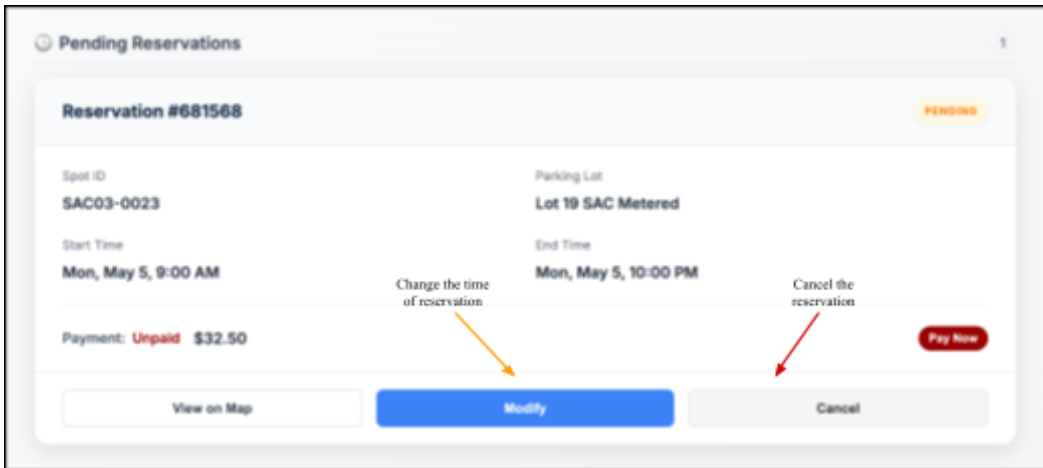 Pending Reservations
1
Reservation #681568
PENDING
Spot ID
Parking Lot
SAC03-0023
Lot 19 SAC Metered
Start Time
End Time
Mon, May 5, 9:00 AM
Mon, May 5, 10:00 PM
Change the time
of reservation
Cancel the
reservation
Payment: Unpaid $32.50
Pay Now
View on Map
Modify
Cancel